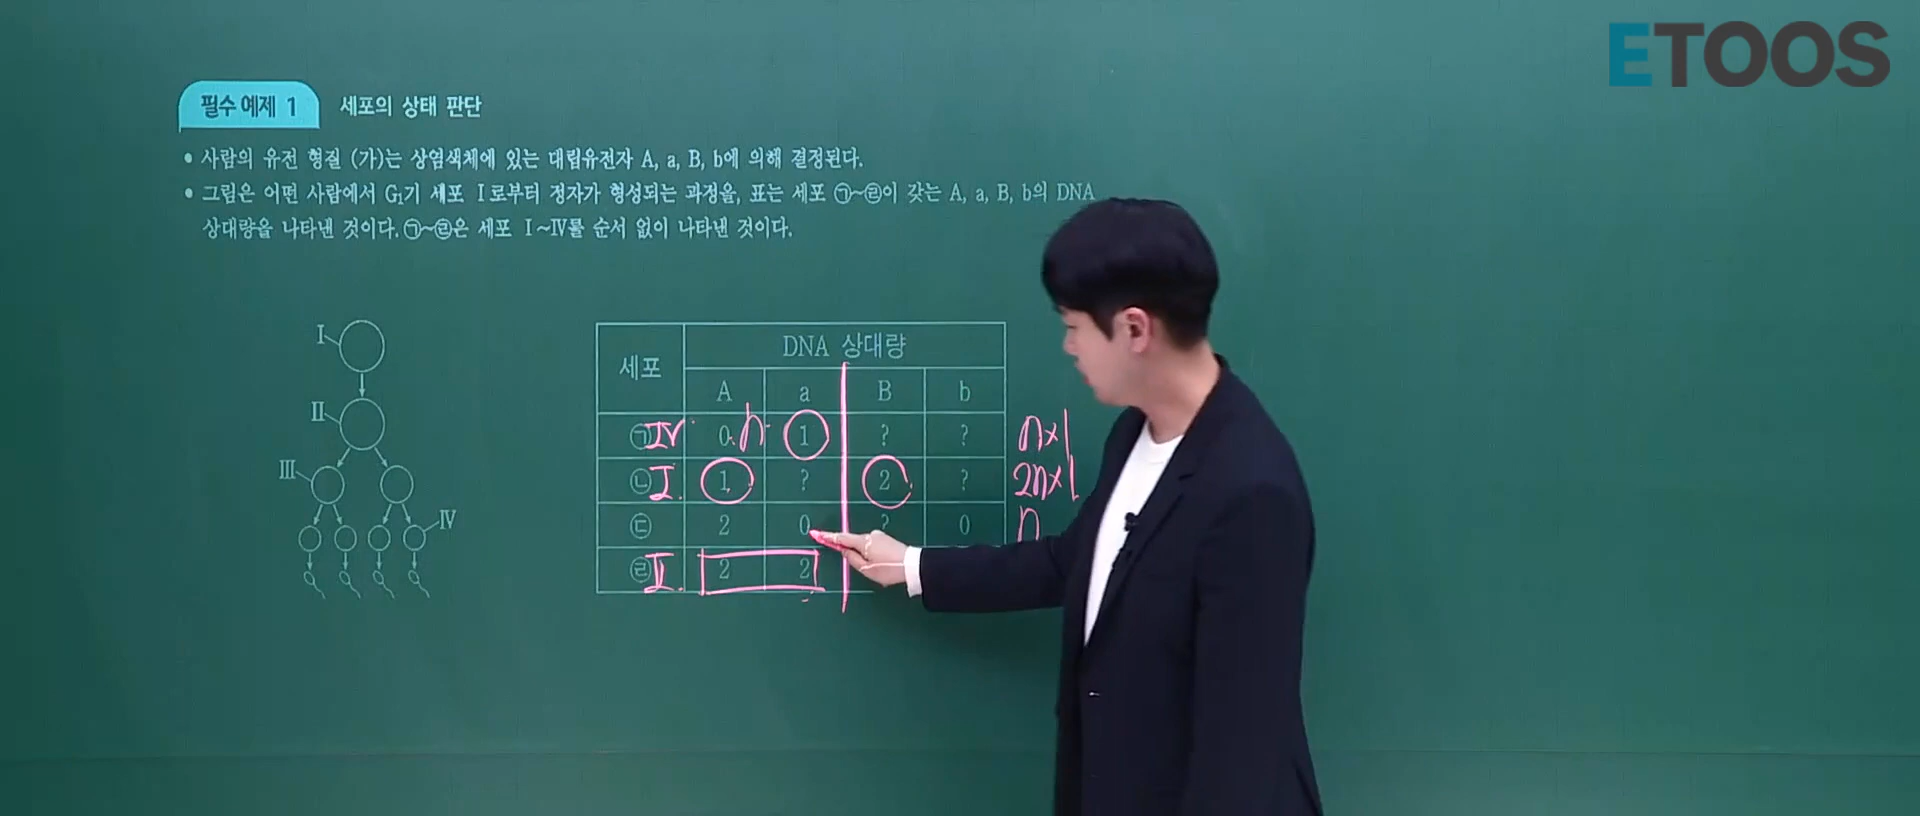 ETOOS
필수 예제 1 세포의 상태 판단
• 사람의 유전 형질 (가)는 상염색체에 있는 대립유전자 A, a, B, b에 의해 결정된다.
• 그림은 어떤 사람에서 G₁기 세포 Ⅰ로부터 정자가 형성되는 과정을, 표는 세포 ㉠~㉣이 갖는 A, a, B, b의 DNA
상대량을 나타낸 것이다. ㉠~㉣은 세포 Ⅰ~Ⅳ를 순서 없이 나타낸 것이다.
Ⅰ
Ⅱ
Ⅲ
Ⅳ
세포 DNA 상대량
A a B b
㉠ Ⅳ 0 n 1 ? ? n×1
㉡ Ⅰ 1 ? 2 ? 2n×1
㉢ 2 0 ? 0 n
㉣ Ⅱ 2 2